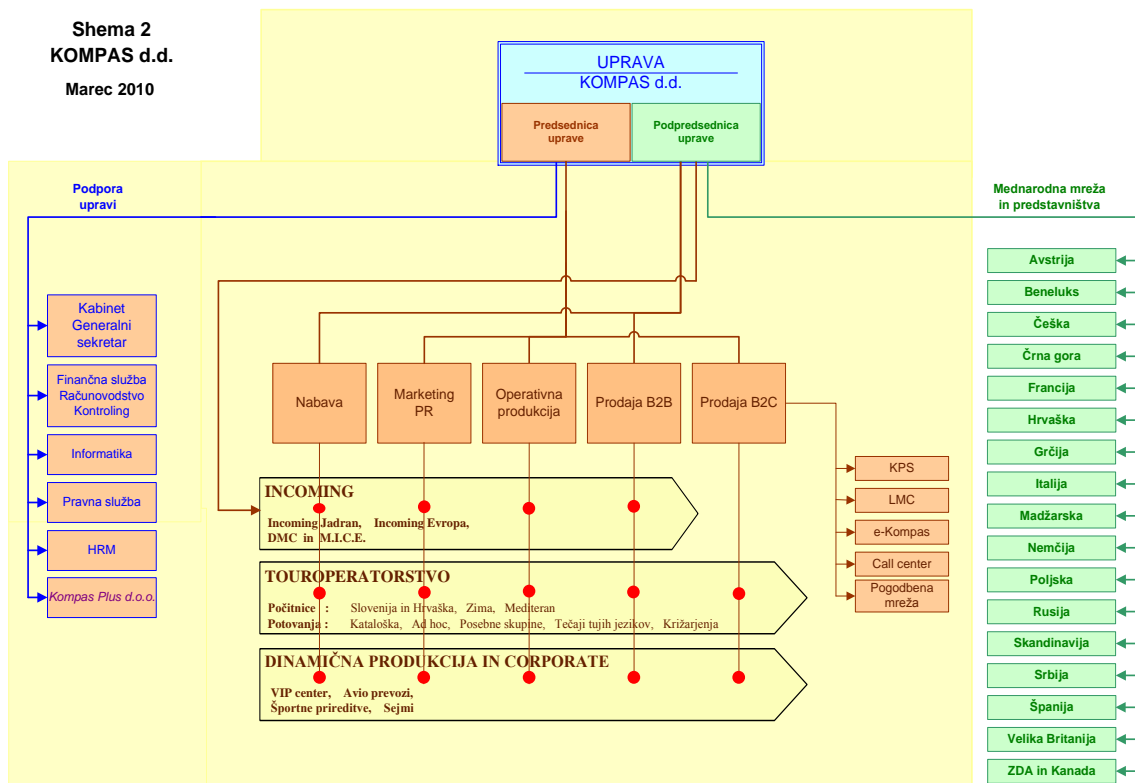 Shema 2
KOMPAS d.d.
Marec 2010
UPRAVA
KOMPAS d.d.
Predsednica
uprave
Podpredsednica
uprave
Podpora
upravi
Mednarodna mreža
in predstavništva
Kabinet
Generalni
sekretar
Finančna služba
Računovodstvo
Kontroling
Informatika
Pravna služba
HRM
Kompas Plus d.o.o.
Nabava
Marketing
PR
Operativna
produkcija
Prodaja B2B
Prodaja B2C
KPS
LMC
e-Kompas
Call center
Pogodbena
mreža
INCOMING
Incoming Jadran, Incoming Evropa,
DMC in M.I.C.E.
TOUROPERATORSTVO
Počitnice : Slovenija in Hrvaška, Zima, Mediteran
Potovanja : Kataloška, Ad hoc, Posebne skupine, Tečaji tujih jezikov, Križarjenja
DINAMIČNA PRODUKCIJA IN CORPORATE
VIP center, Avio prevozi,
Športne prireditve, Sejmi
Avstrija
Beneluks
Češka
Črna gora
Francija
Hrvaška
Grčija
Italija
Madžarska
Nemčija
Poljska
Rusija
Skandinavija
Srbija
Španija
Velika Britanija
ZDA in Kanada